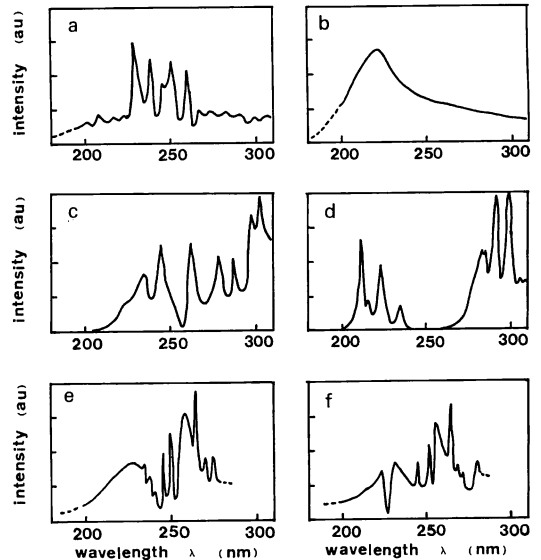 a
b
intensity (au)
200 250 300
200 250 300
c
d
intensity (au)
200 250 300
200 250 300
e
f
intensity (au)
200 250 300
200 250 300
wavelength λ (nm)
wavelength λ (nm)